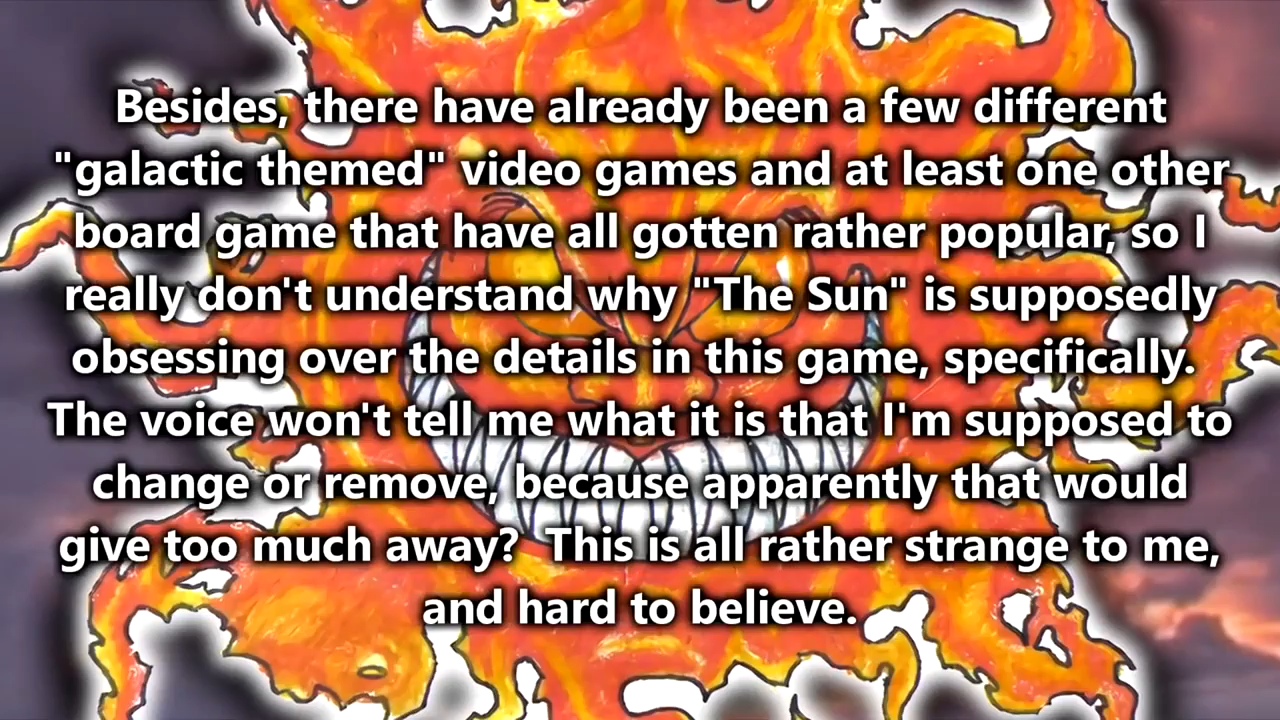 Besides, there have already been a few different
"galactic themed" video games and at least one other
board game that have all gotten rather popular, so I
really don't understand why "The Sun" is supposedly
obsessing over the details in this game, specifically.
The voice won't tell me what it is that I'm supposed to
change or remove, because apparently that would
give too much away?  This is all rather strange to me,
and hard to believe.